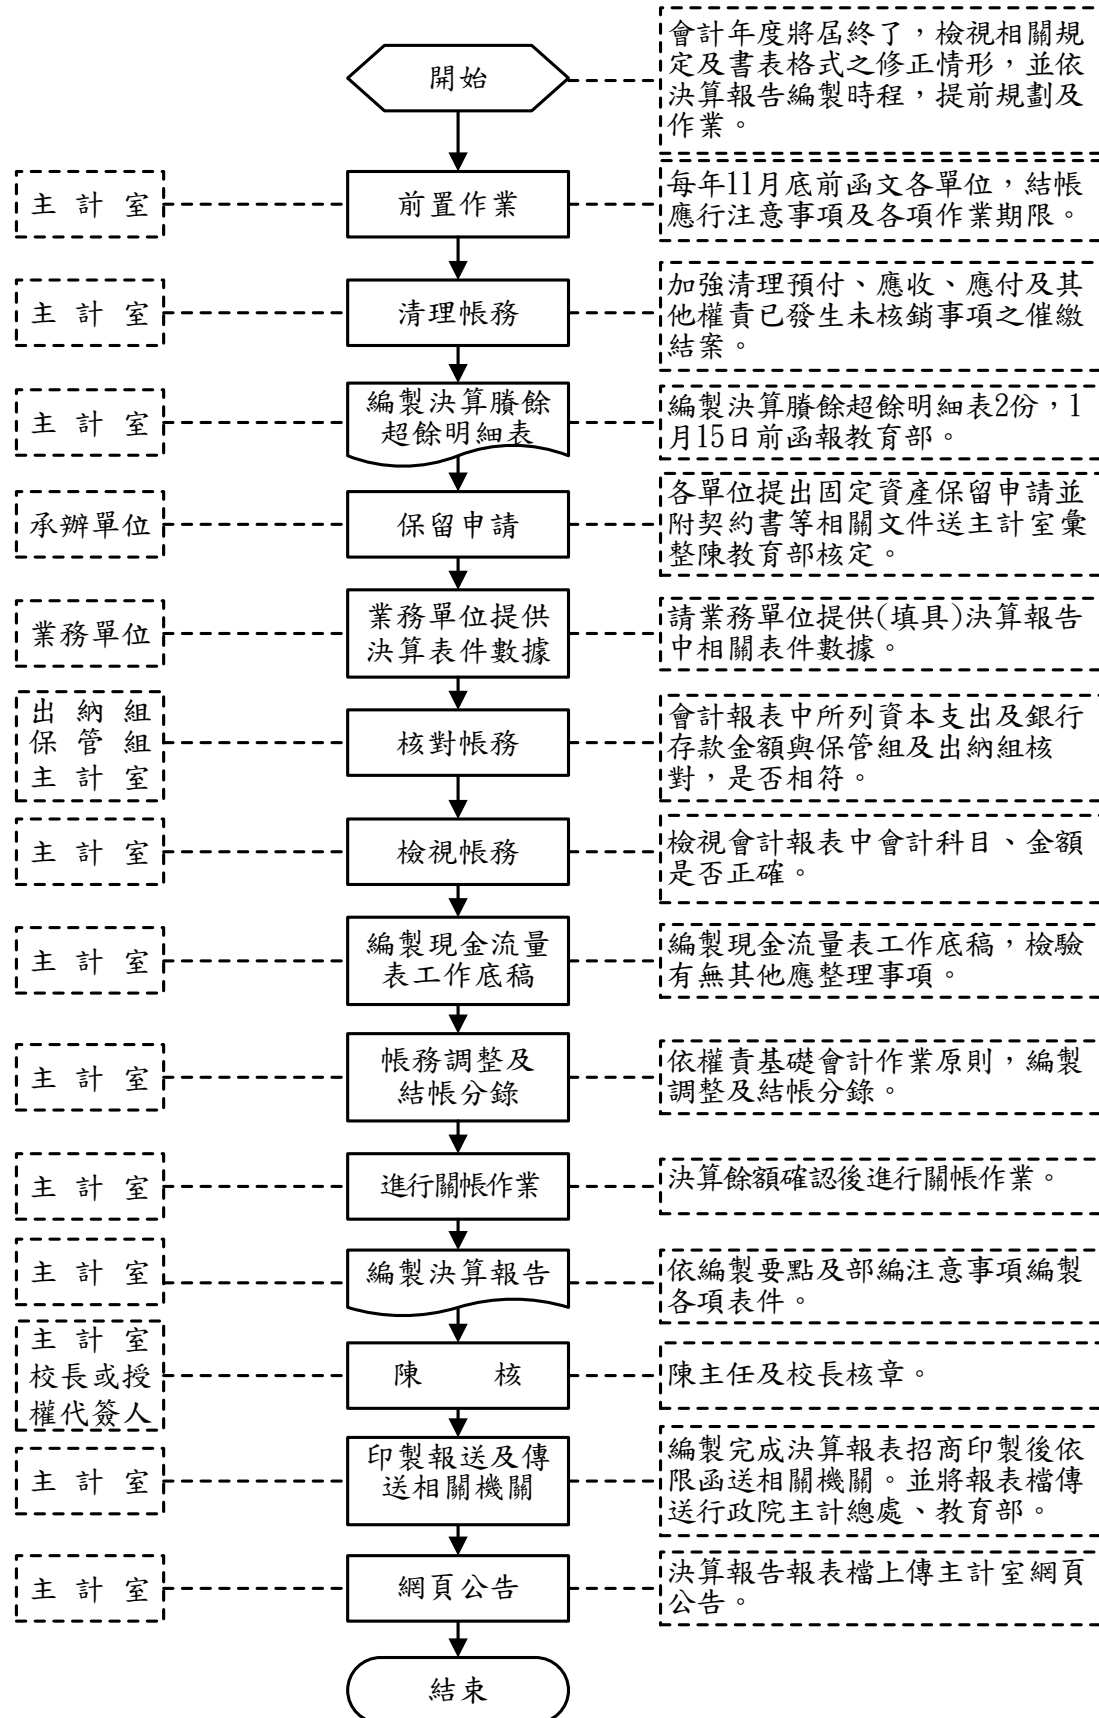 開始
會計年度將屆終了，檢視相關規
定及書表格式之修正情形，並依
決算報告編製時程，提前規劃及
作業。
主計室
前置作業
每年11月底前函文各單位，結帳
應行注意事項及各項作業期限。
主計室
清理帳務
加強清理預付、應收、應付及其
他權責已發生未核銷事項之催繳
結案。
主計室
編製決算賸餘
超餘明細表
編製決算賸餘超餘明細表2份，1
月15日前函報教育部。
承辦單位
保留申請
各單位提出固定資產保留申請並
附契約書等相關文件送主計室彙
整陳教育部核定。
業務單位
業務單位提供
決算表件數據
請業務單位提供(填具)決算報告
中相關表件數據。
出納組
保管組
主計室
核對帳務
會計報表中所列資本支出及銀行
存款金額與保管組及出納組核
對，是否相符。
主計室
檢視帳務
檢視會計報表中會計科目、金額
是否正確。
主計室
編製現金流量
表工作底稿
編製現金流量表工作底稿，檢驗
有無其他應整理事項。
主計室
帳務調整及
結帳分錄
依權責基礎會計作業原則，編製
調整及結帳分錄。
主計室
進行關帳作業
決算餘額確認後進行關帳作業。
主計室
編製決算報告
依編製要點及部編注意事項編製
各項表件。
主計室
校長或授
權代簽人
陳核
陳主任及校長核章。
主計室
印製報送及傳
送相關機關
編製完成決算報表招商印製後依
限函送相關機關。並將報表檔傳
送行政院主計總處、教育部。
主計室
網頁公告
決算報告報表檔上傳主計室網頁
公告。
結束